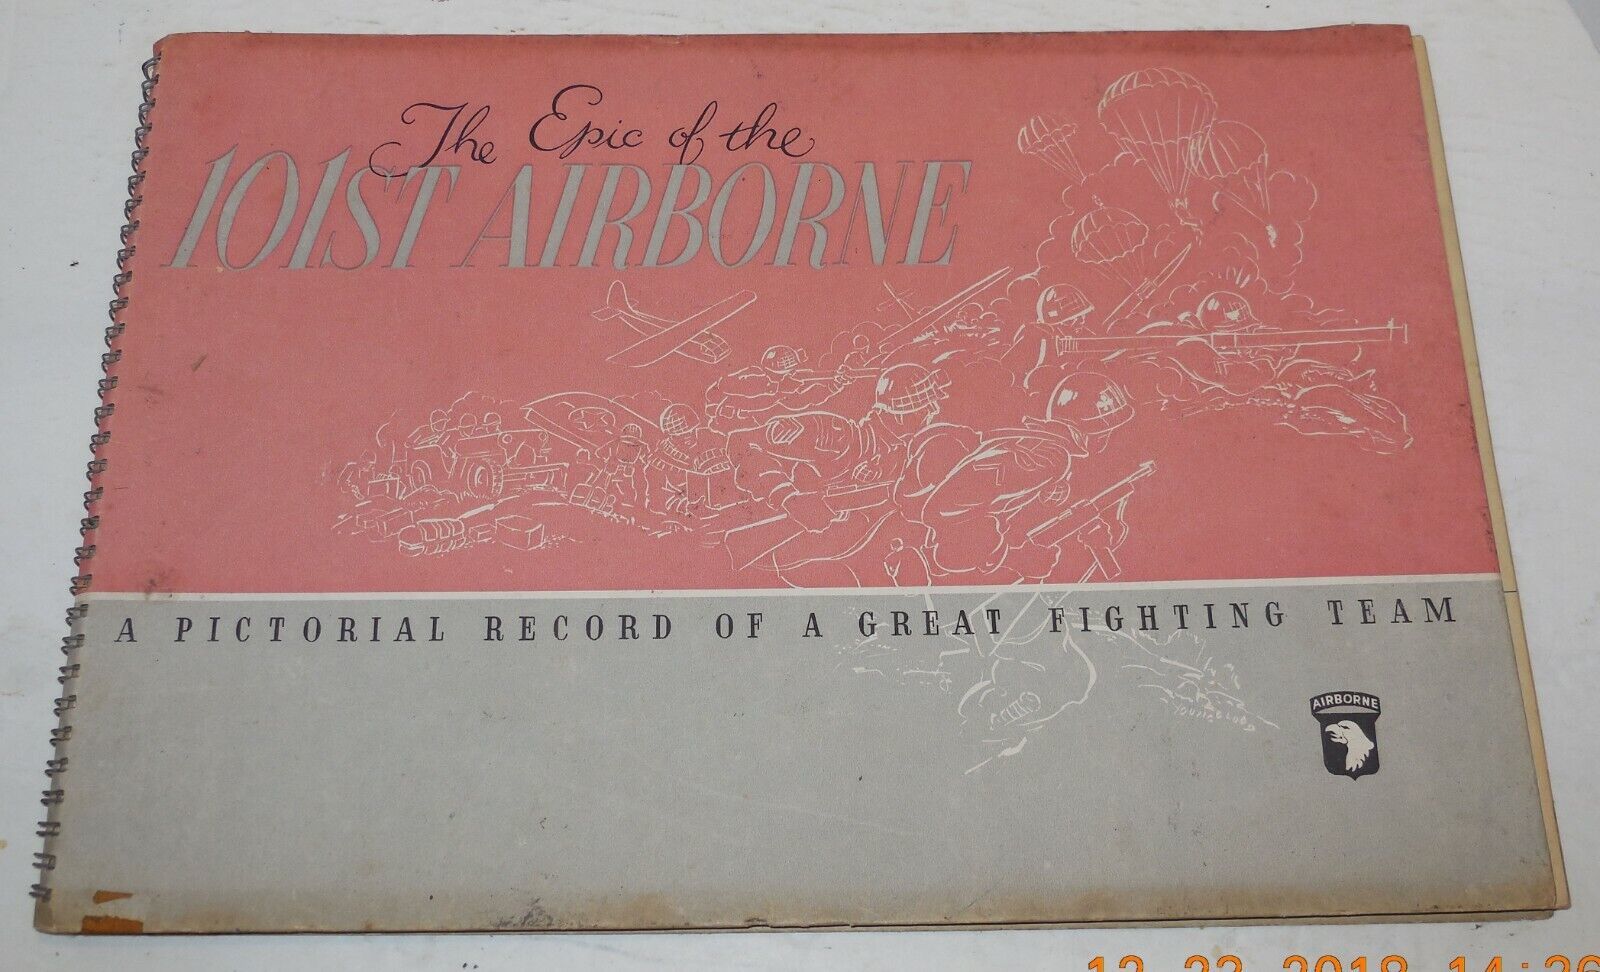 The Epic of the
101ST AIRBORNE
A PICTORIAL RECORD OF A GREAT FIGHTING TEAM
AIRBORNE